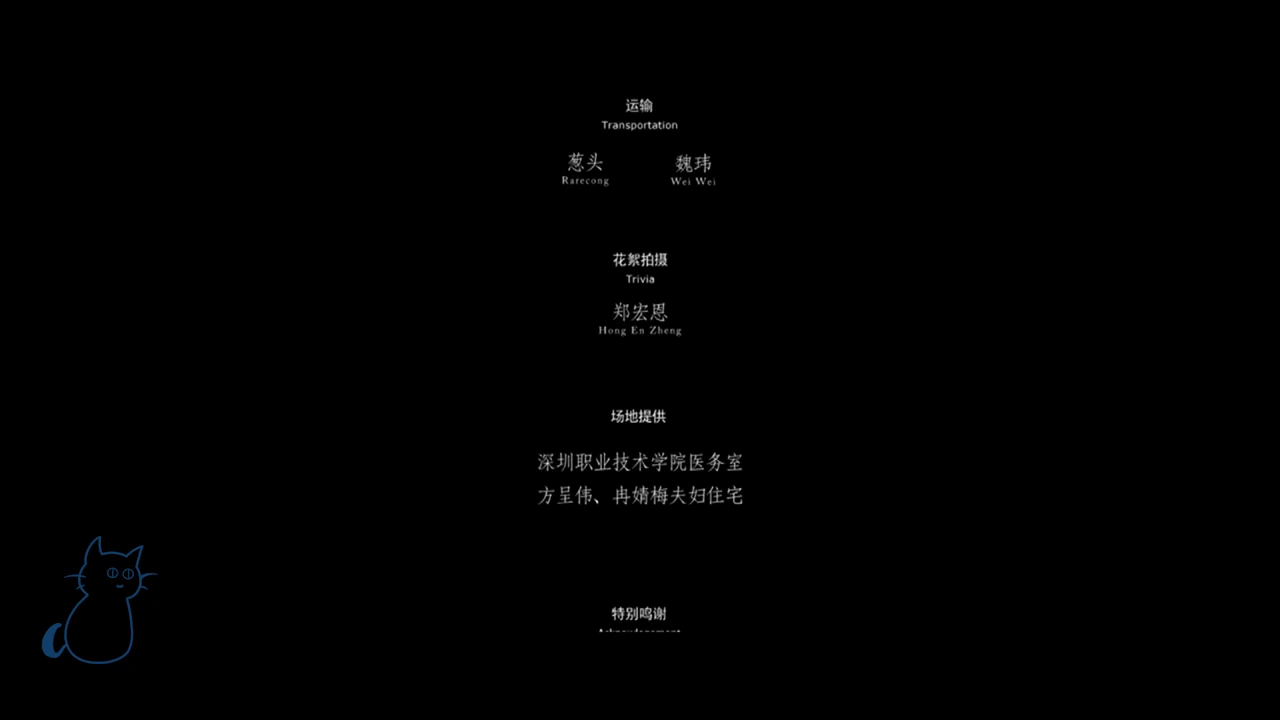 运输
Transportation
葱头 魏玮
Rarecong Wei Wei
花絮拍摄
Trivia
郑宏恩
Hong En Zheng
场地提供
深圳职业技术学院医务室
方呈伟、冉婧梅夫妇住宅
特别鸣谢